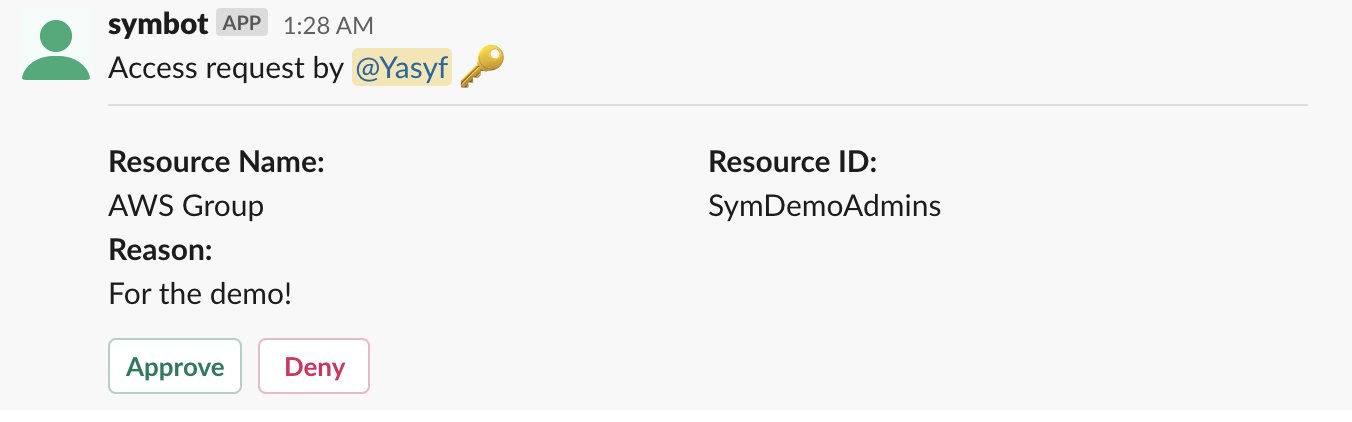 symbot APP 1:28 AM
Access request by @Yasyf
Resource Name: Resource ID:
AWS Group SymDemoAdmins
Reason:
For the demo!
Approve Deny